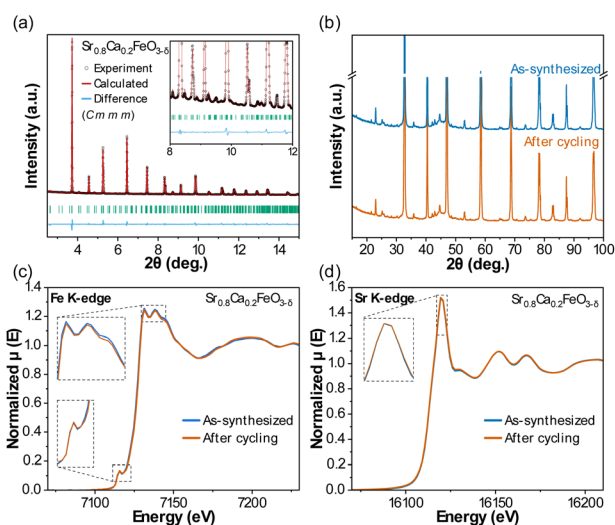 (a)
Sr0.8Ca0.2FeO3-δ
Experiment
Calculated
Difference
(C m m m)
8 10 12
Intensity (a.u.)
4 6 8 10 12 14
2θ (deg.)
(b)
As-synthesized
After cycling
Intensity (a.u.)
20 30 40 50 60 70 80 90 100
2θ (deg.)
(c)
Fe K-edge
Sr0.8Ca0.2FeO3-δ
1.4
1.2
1.0
0.8
0.6
0.4
0.2
0.0
Normalized μ (E)
As-synthesized
After cycling
7100 7150 7200
Energy (eV)
(d)
Sr K-edge
Sr0.8Ca0.2FeO3-δ
1.6
1.4
1.2
1.0
0.8
0.6
0.4
0.2
0.0
Normalized μ (E)
As-synthesized
After cycling
16100 16150 16200
Energy (eV)